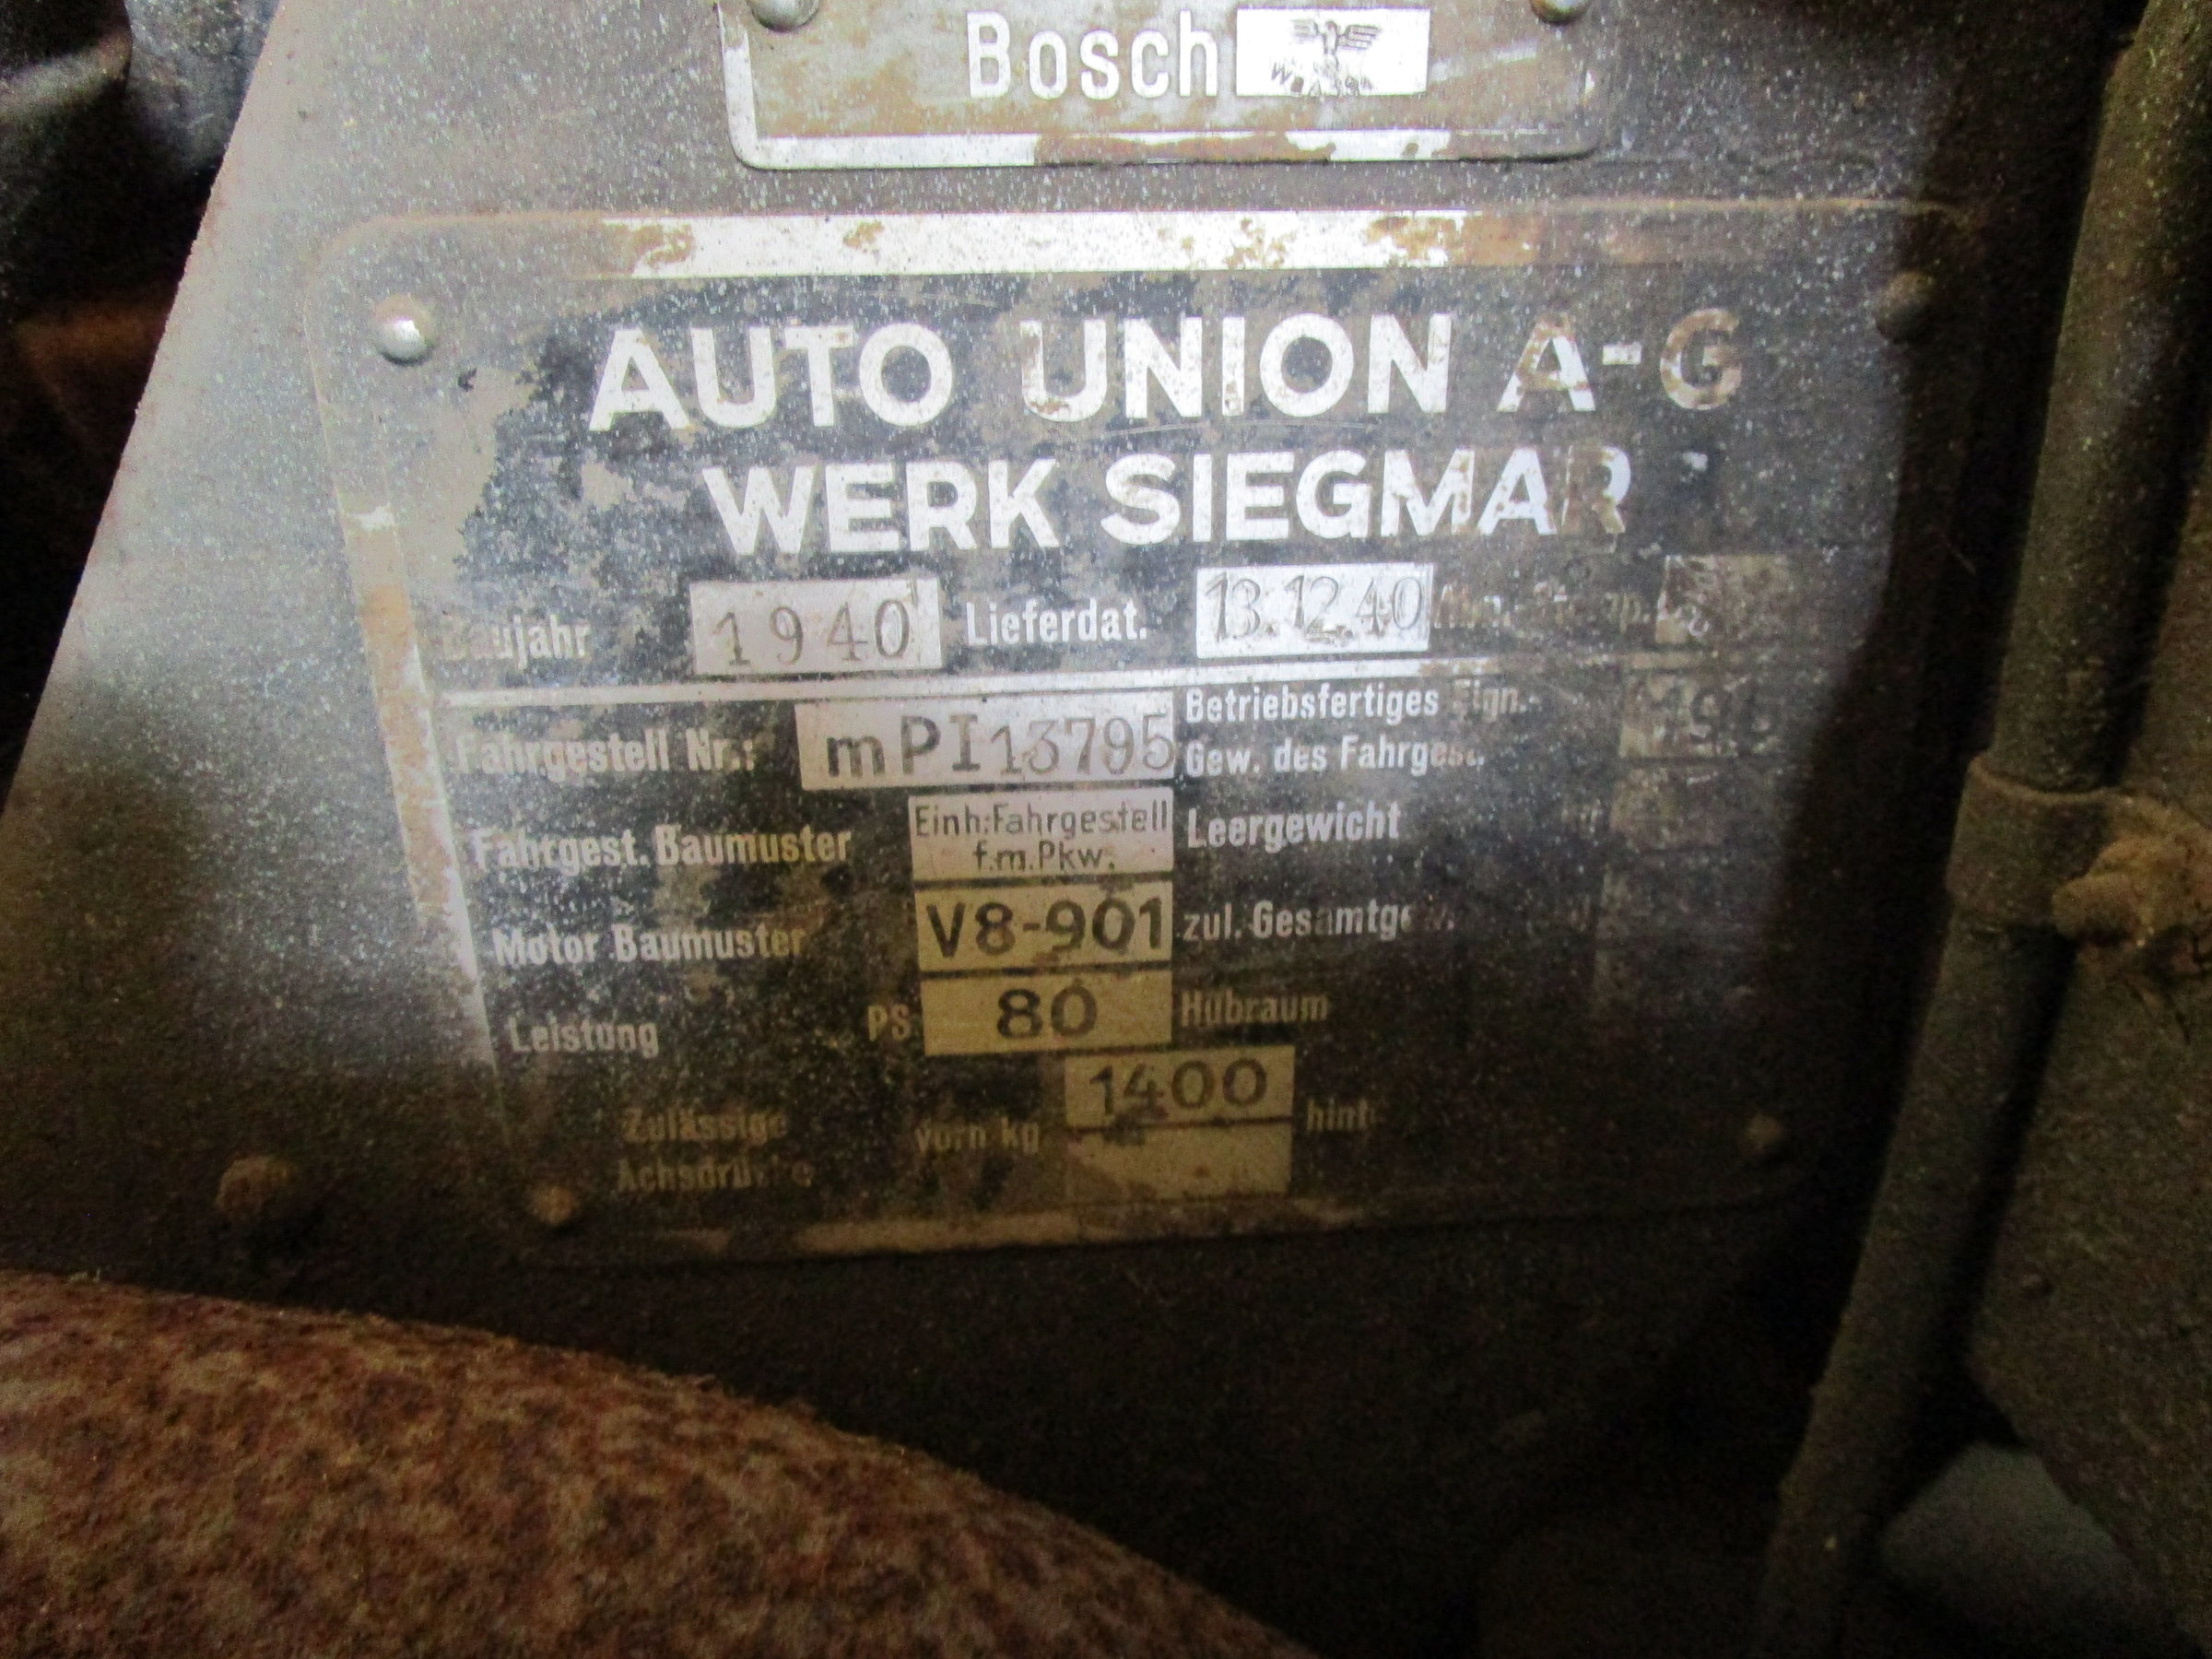 Bosch
AUTO UNION A-G
WERK SIEGMAR
Baujahr 1940 Lieferdat. 13.12.40
Fahrgestell Nr.: mPI13795 Betriebsfertiges
Gew. des Fahrgest.
Fahrgest. Baumuster Einh:Fahrgestell Leergewicht
f.m.Pkw.
Motor Baumuster V8-901 zul. Gesamtgew.
Leistung PS 80 Hubraum
Zulässige vorn kg 1400
Achsdrücke